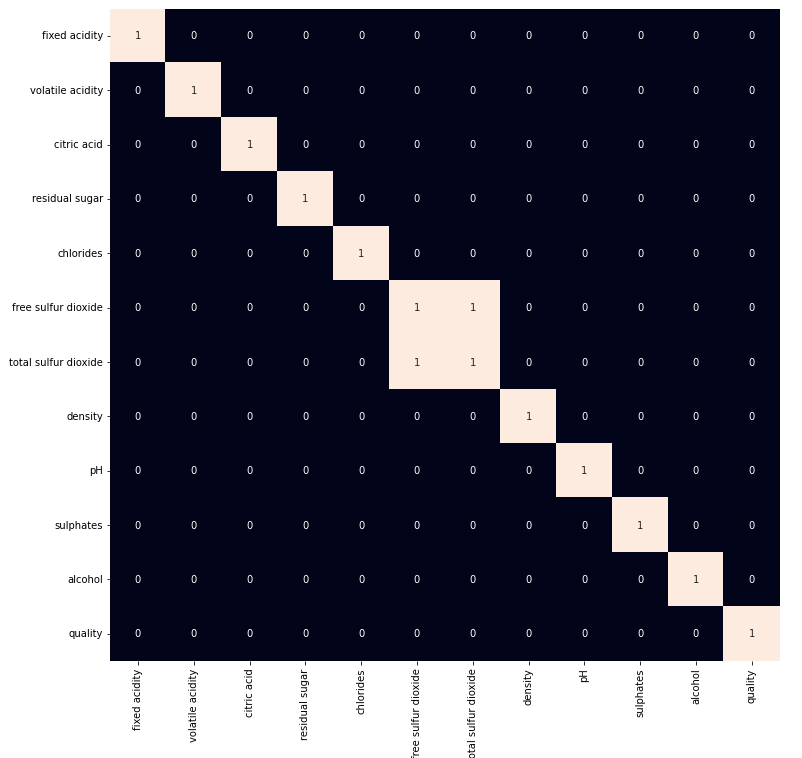 fixed acidity 1 0 0 0 0 0 0 0 0 0 0 0
volatile acidity 0 1 0 0 0 0 0 0 0 0 0 0
citric acid 0 0 1 0 0 0 0 0 0 0 0 0
residual sugar 0 0 0 1 0 0 0 0 0 0 0 0
chlorides 0 0 0 0 1 0 0 0 0 0 0 0
free sulfur dioxide 0 0 0 0 0 1 1 0 0 0 0 0
total sulfur dioxide 0 0 0 0 0 1 1 0 0 0 0 0
density 0 0 0 0 0 0 0 1 0 0 0 0
pH 0 0 0 0 0 0 0 0 1 0 0 0
sulphates 0 0 0 0 0 0 0 0 0 1 0 0
alcohol 0 0 0 0 0 0 0 0 0 0 1 0
quality 0 0 0 0 0 0 0 0 0 0 0 1
fixed acidity
volatile acidity
citric acid
residual sugar
chlorides
free sulfur dioxide
otal sulfur dioxide
density
pH
sulphates
alcohol
quality